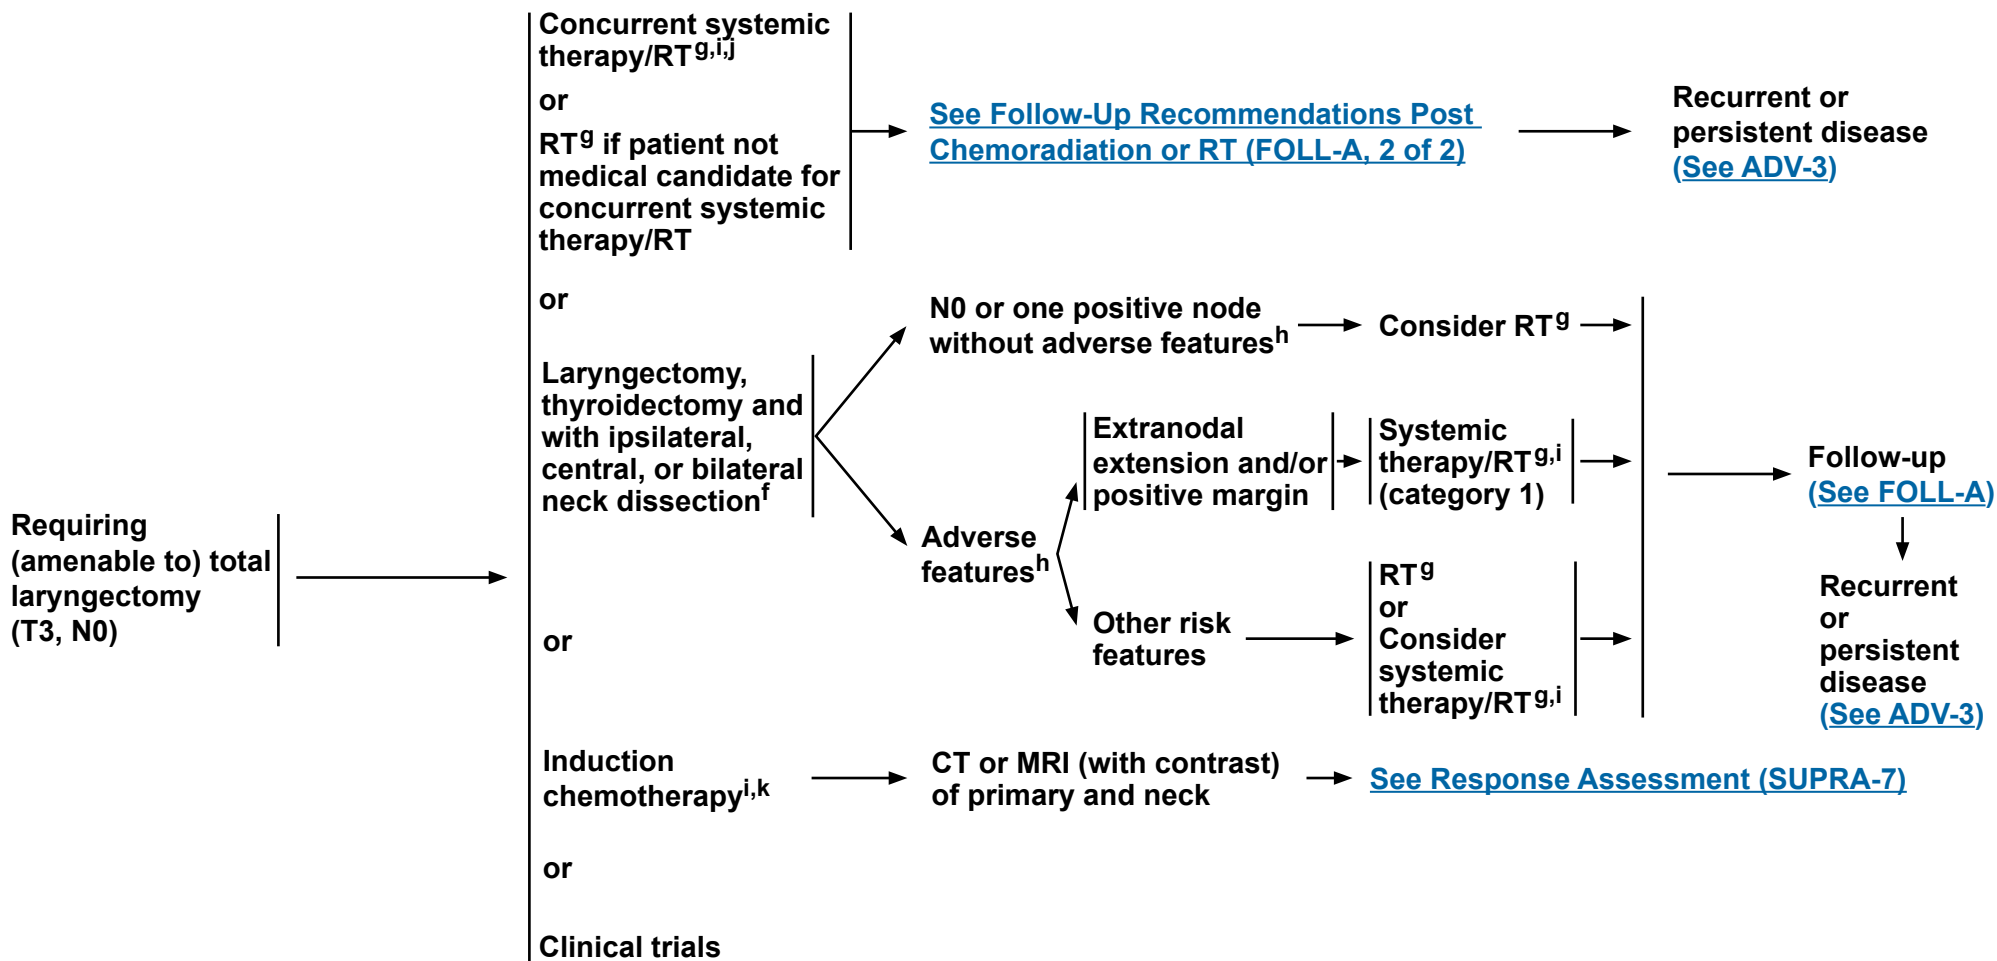 Requiring
(amenable to) total
laryngectomy
(T3, N0)
Concurrent systemic
therapy/RTg,i,j
or
RTg if patient not
medical candidate for
concurrent systemic
therapy/RT
See Follow-Up Recommendations Post
Chemoradiation or RT (FOLL-A, 2 of 2)
Recurrent or
persistent disease
(See ADV-3)
or
Laryngectomy,
thyroidectomy and
with ipsilateral,
central, or bilateral
neck dissectionf
N0 or one positive node
without adverse featuresh
Consider RTg
Adverse
featuresh
Extranodal
extension and/or
positive margin
Systemic
therapy/RTg,i
(category 1)
Other risk
features
RTg
or
Consider
systemic
therapy/RTg,i
Follow-up
(See FOLL-A)
Recurrent
or
persistent
disease
(See ADV-3)
or
Induction
chemotherapyi,k
CT or MRI (with contrast)
of primary and neck
See Response Assessment (SUPRA-7)
or
Clinical trials